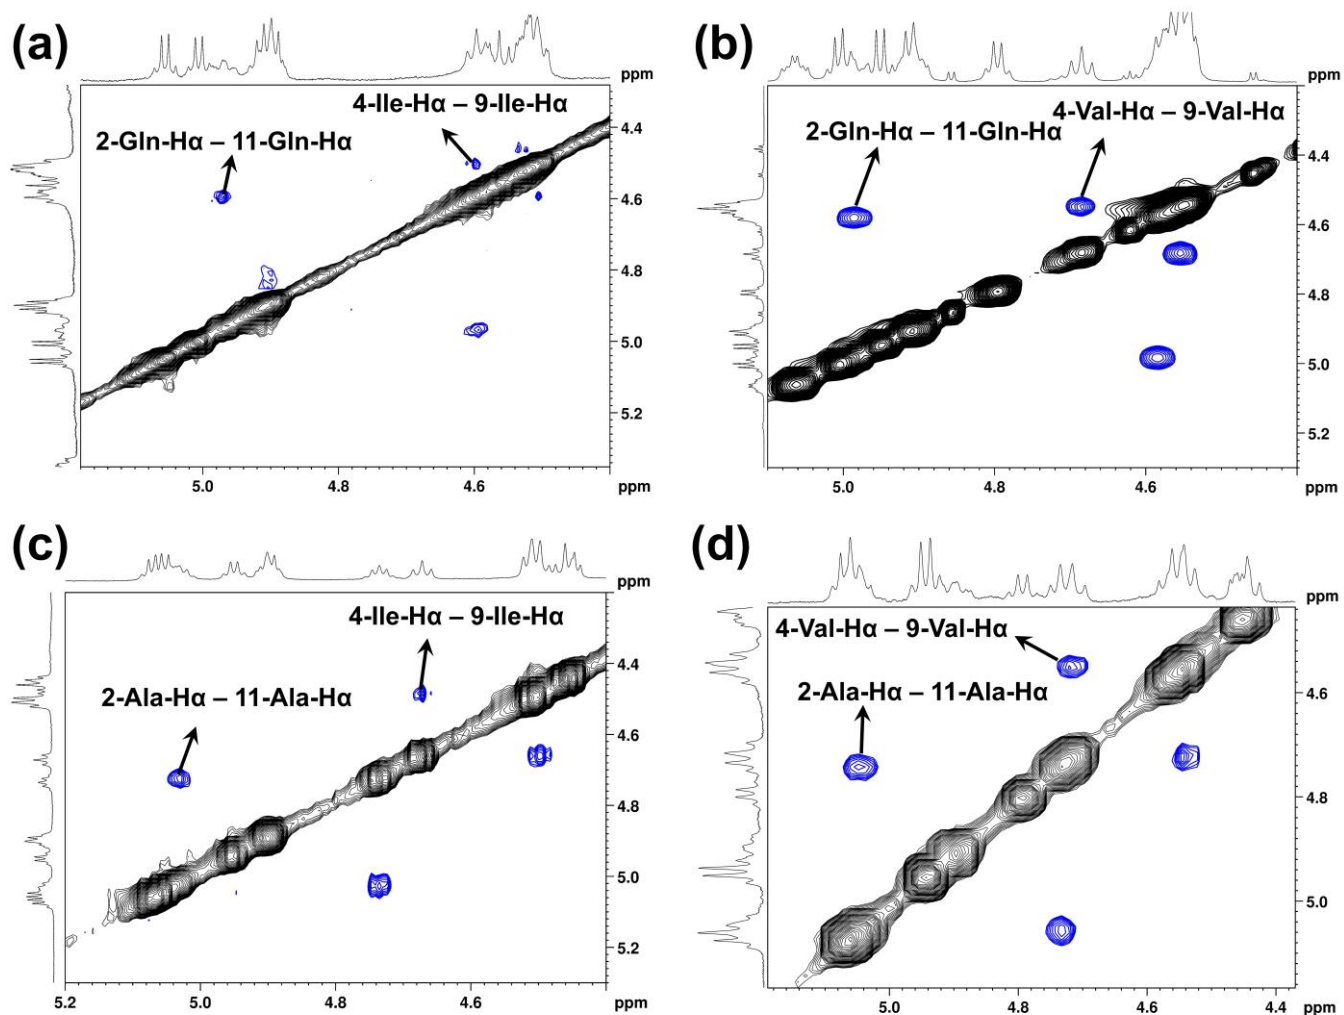 (a)
ppm
4-Ile-Hα – 9-Ile-Hα
2-Gln-Hα – 11-Gln-Hα
4.4
4.6
4.8
5.0
5.2
5.0 4.8 4.6 ppm
(b)
ppm
4-Val-Hα – 9-Val-Hα
2-Gln-Hα – 11-Gln-Hα
4.4
4.6
4.8
5.0
5.2
5.0 4.8 4.6 ppm
(c)
ppm
4-Ile-Hα – 9-Ile-Hα
2-Ala-Hα – 11-Ala-Hα
4.4
4.6
4.8
5.0
5.2
5.2 5.0 4.8 4.6 ppm
(d)
ppm
4-Val-Hα – 9-Val-Hα
2-Ala-Hα – 11-Ala-Hα
4.6
4.8
5.0
5.0 4.8 4.6 4.4 ppm